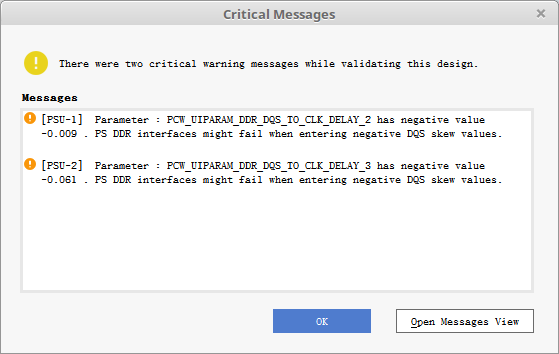 Critical Messages
There were two critical warning messages while validating this design.
Messages
[PSU-1] Parameter : PCW_UIPARAM_DDR_DQS_TO_CLK_DELAY_2 has negative value
-0.009 . PS DDR interfaces might fail when entering negative DQS skew values.
[PSU-2] Parameter : PCW_UIPARAM_DDR_DQS_TO_CLK_DELAY_3 has negative value
-0.061 . PS DDR interfaces might fail when entering negative DQS skew values.
OK
Open Messages View